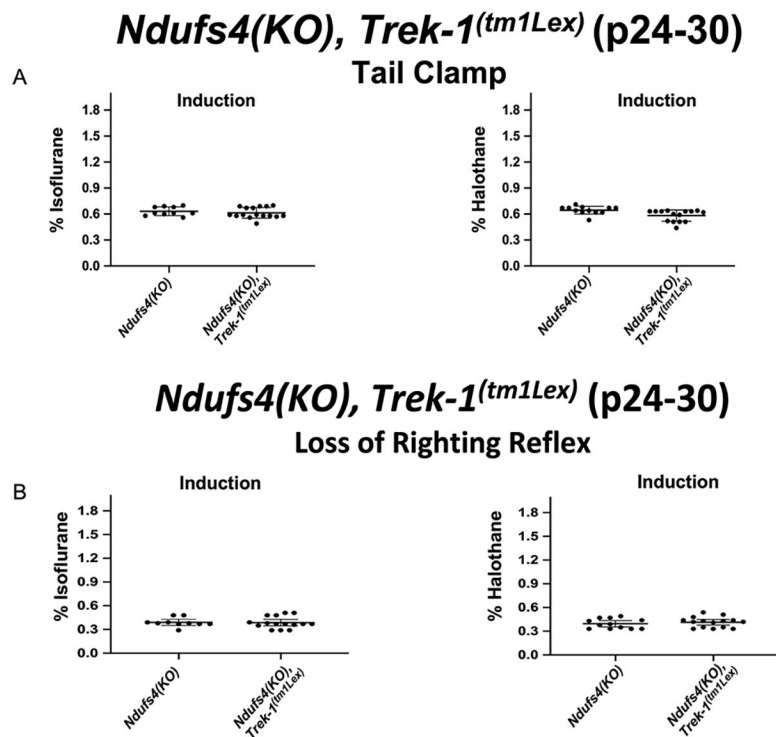 Ndufs4(KO), Trek-1(tm1Lex) (p24-30)
Tail Clamp
A
Induction
% Isoflurane
1.8
1.5
1.2
0.9
0.6
0.3
0.0
Ndufs4(KO)
Ndufs4(KO),
Trek-1(tm1Lex)
Induction
% Halothane
1.8
1.5
1.2
0.9
0.6
0.3
0.0
Ndufs4(KO)
Ndufs4(KO),
Trek-1(tm1Lex)
Ndufs4(KO), Trek-1(tm1Lex) (p24-30)
Loss of Righting Reflex
B
Induction
% Isoflurane
1.8
1.5
1.2
0.9
0.6
0.3
0.0
Ndufs4(KO)
Ndufs4(KO),
Trek-1(tm1Lex)
Induction
% Halothane
1.8
1.5
1.2
0.9
0.6
0.3
0.0
Ndufs4(KO)
Ndufs4(KO),
Trek-1(tm1Lex)